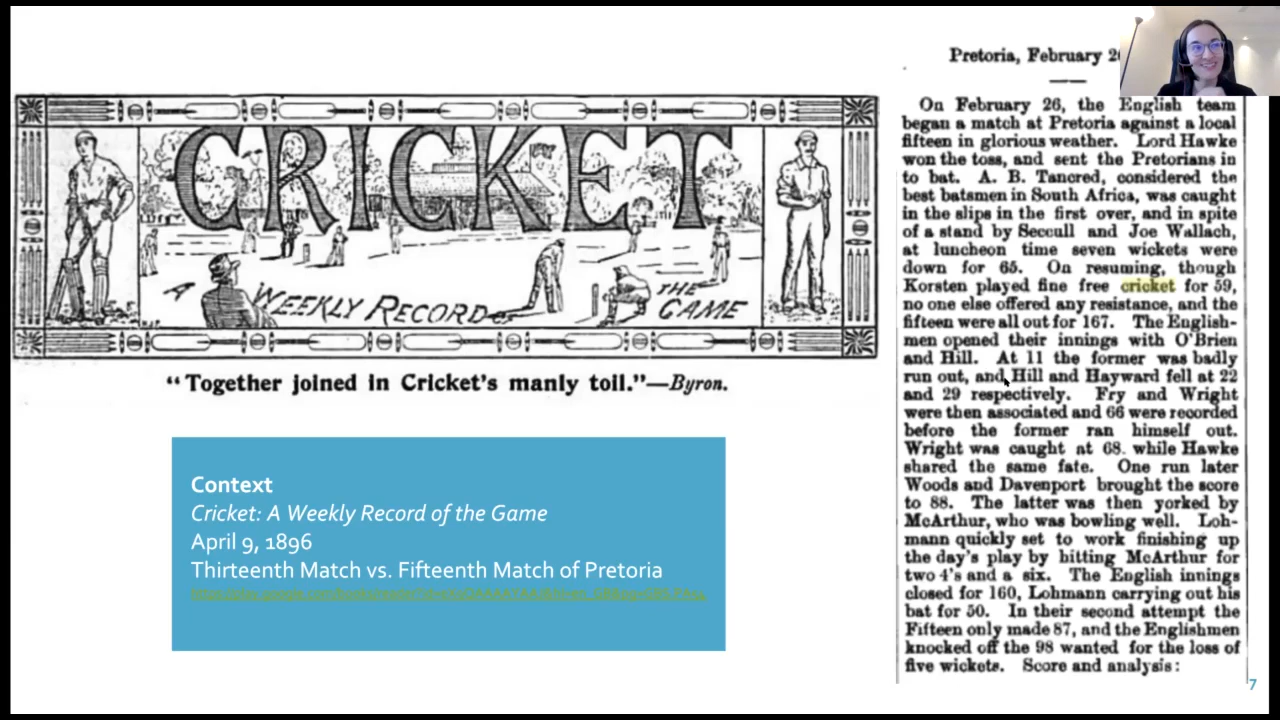 CRICKET
A WEEKLY RECORD OF THE GAME
“Together joined in Cricket's manly toil.”—Byron.
Context
Cricket: A Weekly Record of the Game
April 9, 1896
Thirteenth Match vs. Fifteenth Match of Pretoria
Pretoria, February
On February 26, the English team
began a match at Pretoria against a local
fifteen in glorious weather. Lord Hawke
won the toss, and sent the Pretorians in
to bat. A. B. Tancred, considered the
best batsmen in South Africa, was caught
in the slips in the first over, and in spite
of a stand by Seccull and Joe Wallach,
at luncheon time seven wickets were
down for 65. On resuming, though
Korsten played fine free cricket for 59,
no one else offered any resistance, and the
fifteen were all out for 167. The English-
men opened their innings with O'Brien
and Hill. At 11 the former was badly
run out, and Hill and Hayward fell at 22
and 29 respectively. Fry and Wright
were then associated and 66 were recorded
before the former ran himself out.
Wright was caught at 68. while Hawke
shared the same fate. One run later
Woods and Davenport brought the score
to 88. The latter was then yorked by
McArthur, who was bowling well. Loh-
mann quickly set to work finishing up
the day's play by hitting McArthur for
two 4's and a six. The English innings
closed for 160, Lohmann carrying out his
bat for 50. In their second attempt the
Fifteen only made 87, and the Englishmen
knocked off the 98 wanted for the loss of
five wickets. Score and analysis:
7